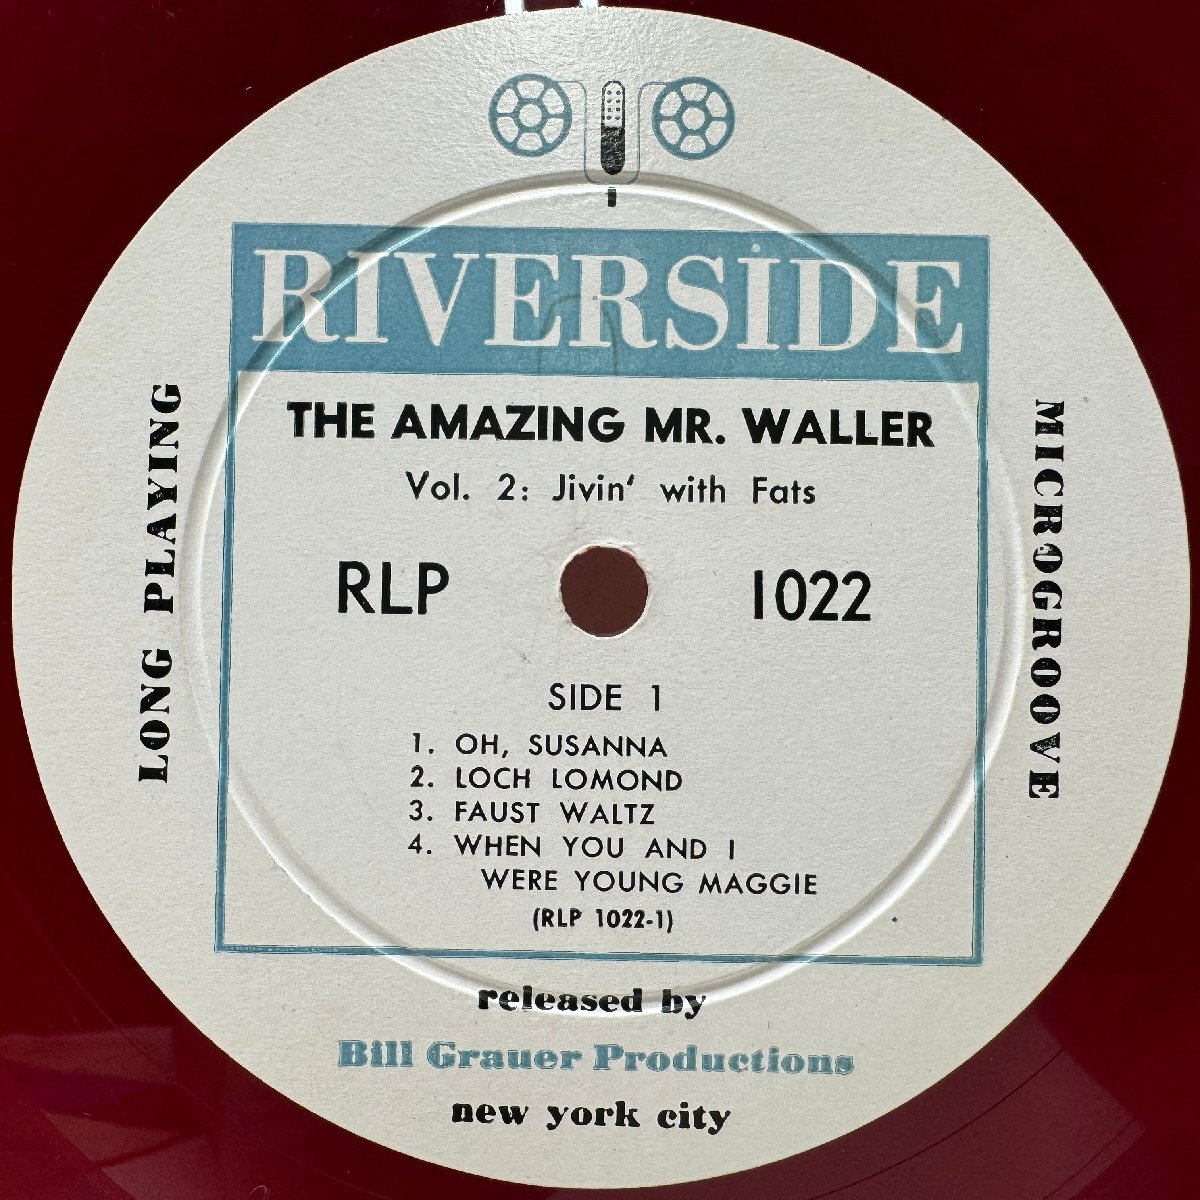 RIVERSIDE
THE AMAZING MR. WALLER
Vol. 2: Jivin' with Fats
RLP 1022
SIDE 1
1. OH, SUSANNA
2. LOCH LOMOND
3. FAUST WALTZ
4. WHEN YOU AND I
WERE YOUNG MAGGIE
(RLP 1022-1)
LONG PLAYING
MICROGROOVE
released by
Bill Grauer Productions
new york city